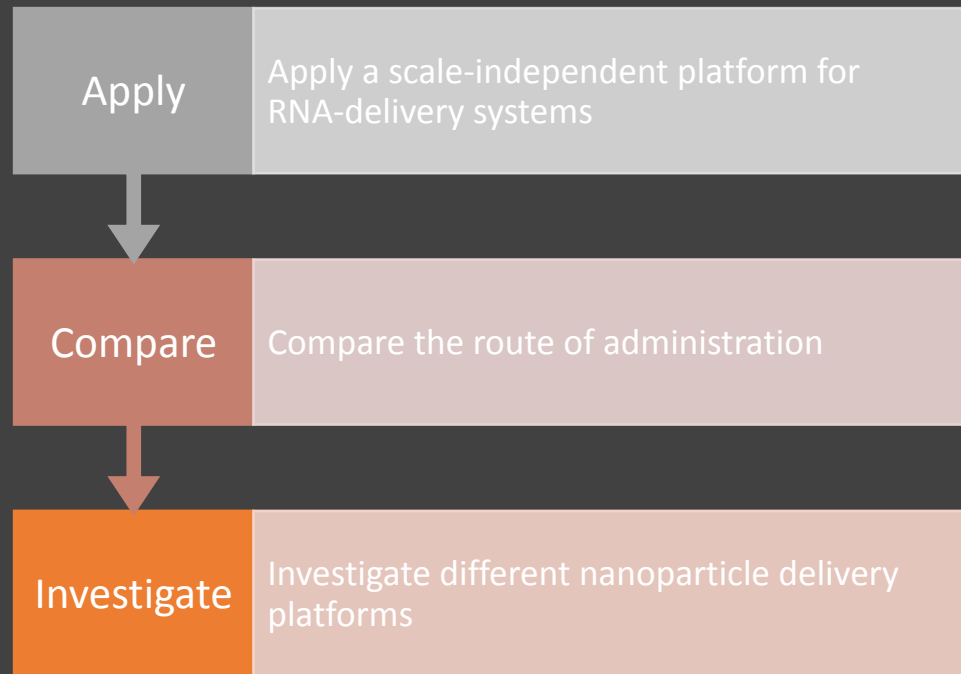 Apply
Apply a scale-independent platform for
RNA-delivery systems
Compare
Compare the route of administration
Investigate
Investigate different nanoparticle delivery
platforms